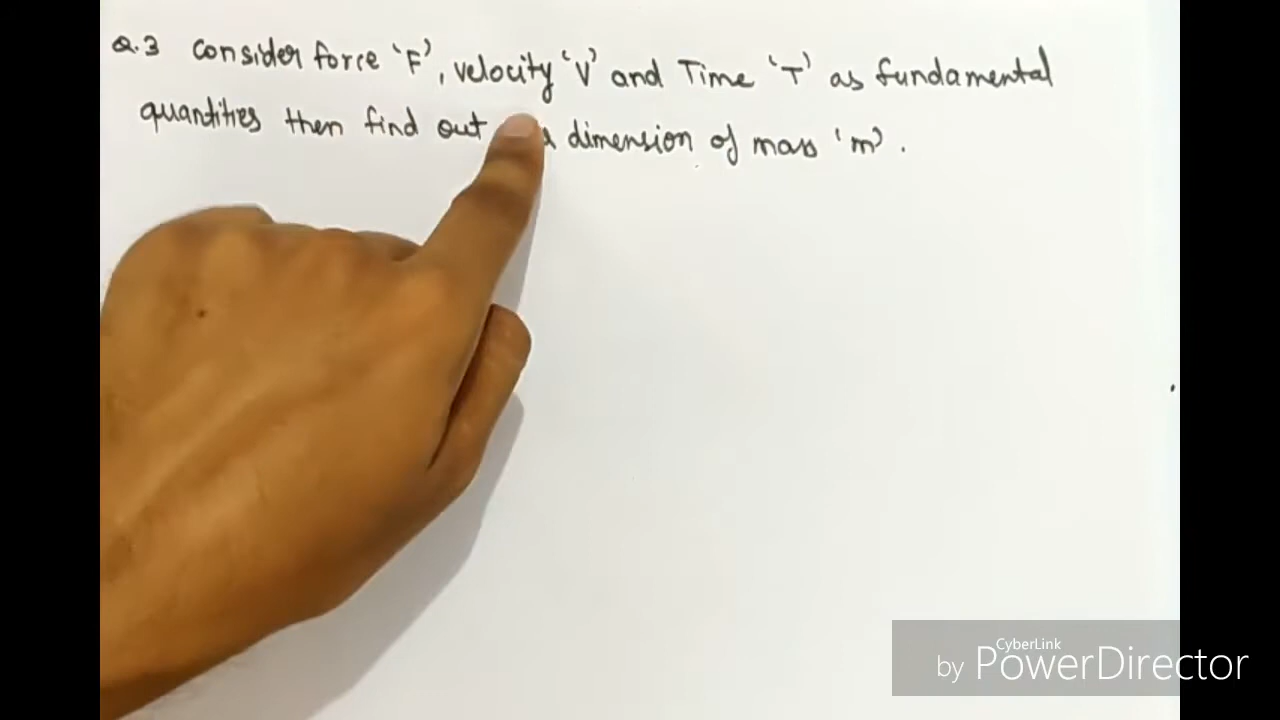 Q.3 Consider force 'F', velocity 'V' and Time 'T' as fundamental
quantities then find out a dimension of mass 'm'.
CyberLink
by PowerDirector